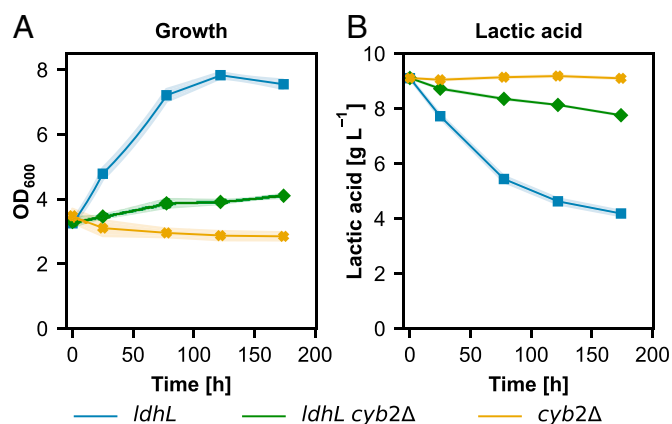 A
Growth
8
6
4
2
0
OD₆₀₀
0 50 100 150 200
Time [h]
B
Lactic acid
10
8
6
4
2
0
Lactic acid [g L⁻¹]
0 50 100 150 200
Time [h]
ldhL ldhL cyb2Δ cyb2Δ